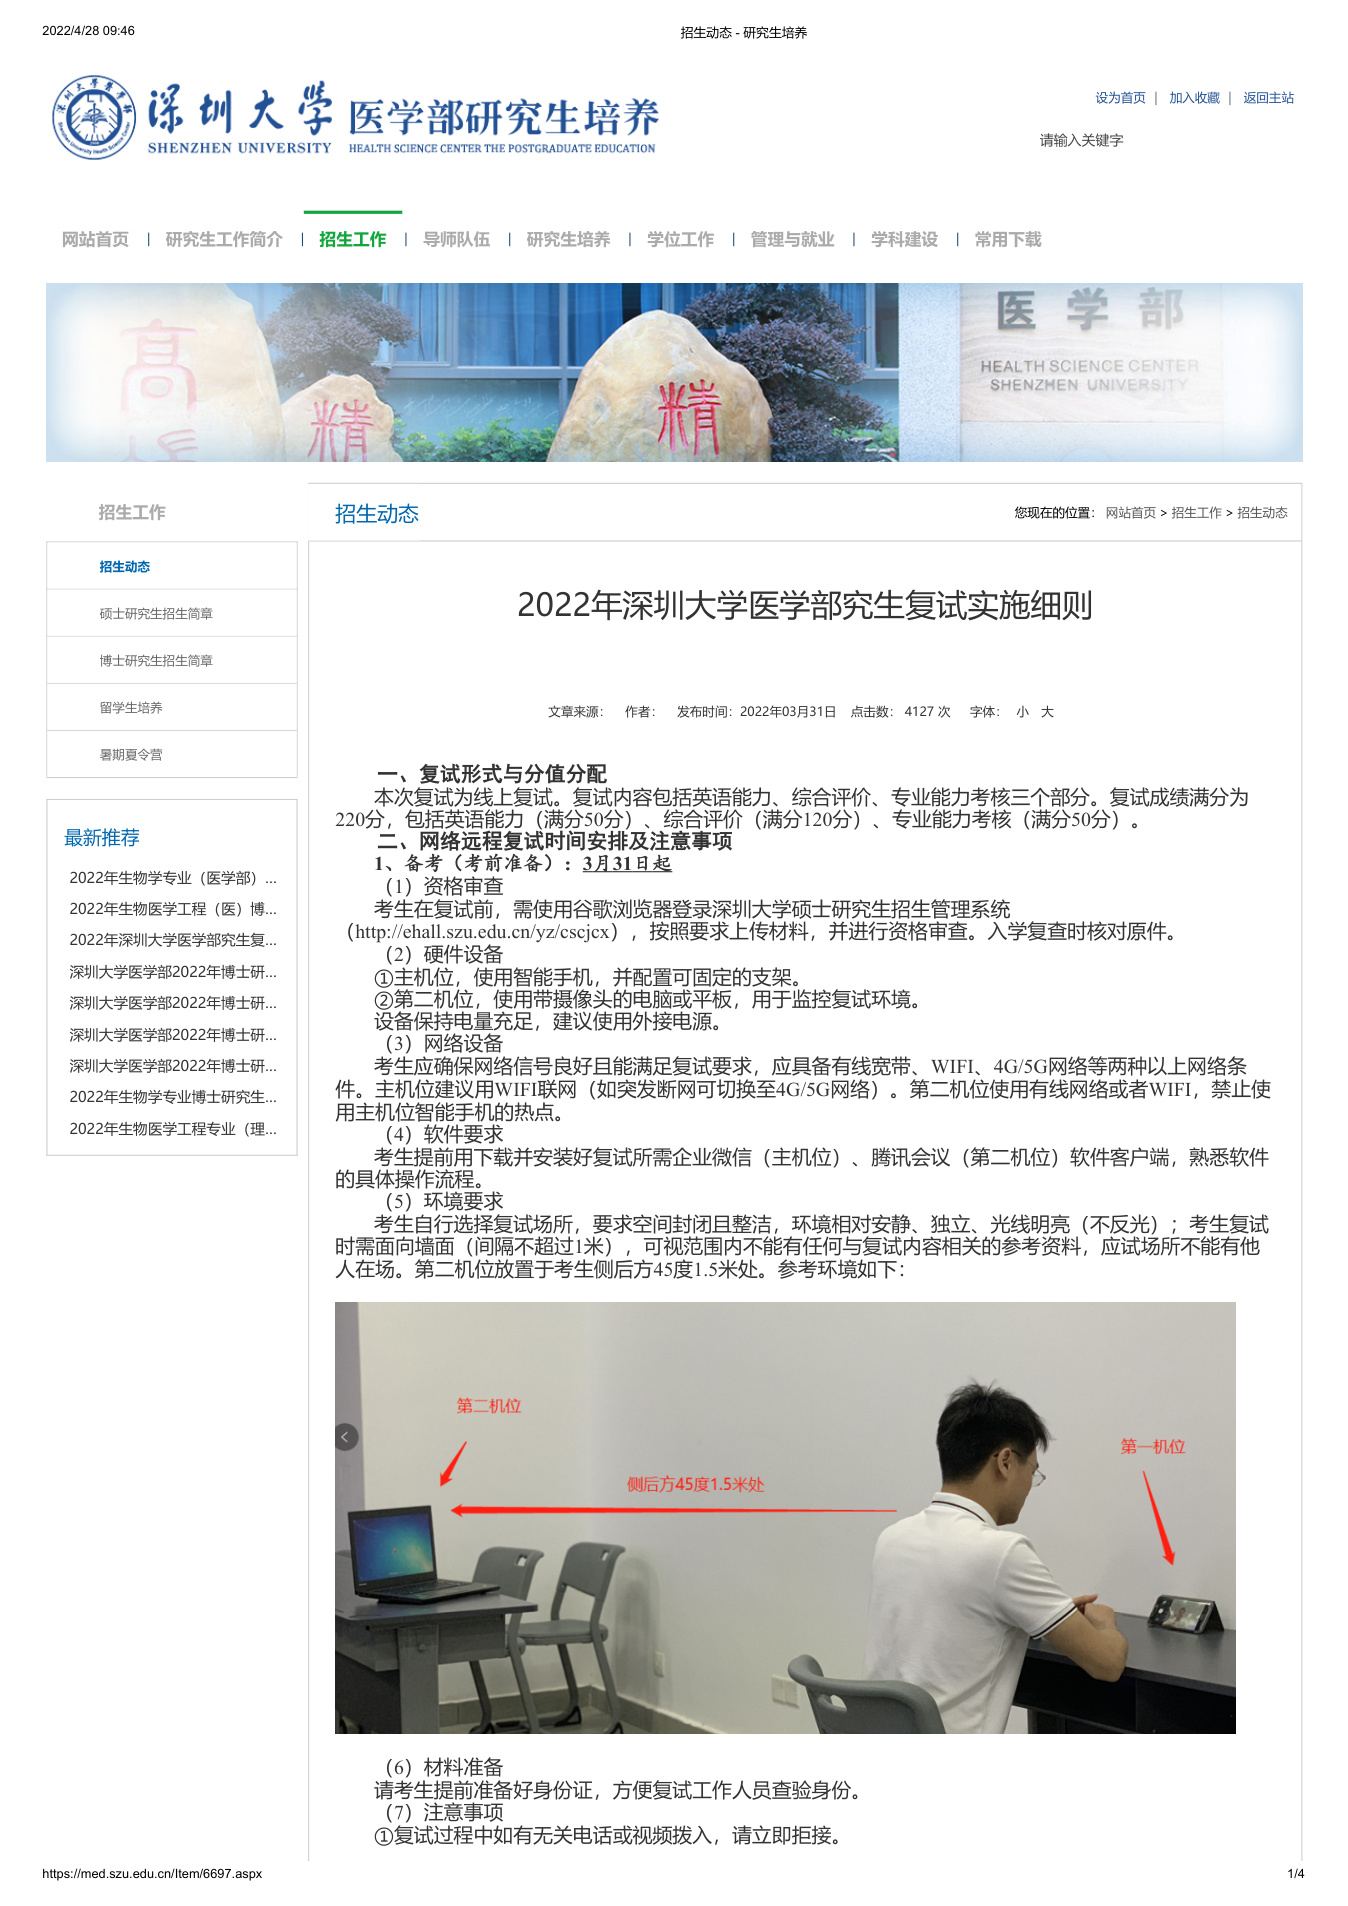 2022/4/28 09:46
招生动态 - 研究生培养
深圳大学 医学部研究生培养
SHENZHEN UNIVERSITY HEALTH SCIENCE CENTER THE POSTGRADUATE EDUCATION
设为首页 | 加入收藏 | 返回主站
请输入关键字
网站首页 | 研究生工作简介 | 招生工作 | 导师队伍 | 研究生培养 | 学位工作 | 管理与就业 | 学科建设 | 常用下载
精
精
医学部
HEALTH SCIENCE CENTER
SHENZHEN UNIVERSITY
招生工作
招生动态
硕士研究生招生简章
博士研究生招生简章
留学生培养
暑期夏令营
最新推荐
2022年生物学专业（医学部）...
2022年生物医学工程（医）博...
2022年深圳大学医学部究生复...
深圳大学医学部2022年博士研...
深圳大学医学部2022年博士研...
深圳大学医学部2022年博士研...
深圳大学医学部2022年博士研...
2022年生物学专业博士研究生...
2022年生物医学工程专业（理...
招生动态
您现在的位置： 网站首页 > 招生工作 > 招生动态
2022年深圳大学医学部究生复试实施细则
文章来源： 作者： 发布时间：2022年03月31日 点击数： 4127 次 字体： 小 大
一、复试形式与分值分配
本次复试为线上复试。复试内容包括英语能力、综合评价、专业能力考核三个部分。复试成绩满分为
220分，包括英语能力（满分50分）、综合评价（满分120分）、专业能力考核（满分50分）。
二、网络远程复试时间安排及注意事项
1、备考（考前准备）：3月31日起
（1）资格审查
考生在复试前，需使用谷歌浏览器登录深圳大学硕士研究生招生管理系统
（http://ehall.szu.edu.cn/yz/cscjcx），按照要求上传材料，并进行资格审查。入学复查时核对原件。
（2）硬件设备
①主机位，使用智能手机，并配置可固定的支架。
②第二机位，使用带摄像头的电脑或平板，用于监控复试环境。
设备保持电量充足，建议使用外接电源。
（3）网络设备
考生应确保网络信号良好且能满足复试要求，应具备有线宽带、WIFI、4G/5G网络等两种以上网络条
件。主机位建议用WIFI联网（如突发断网可切换至4G/5G网络）。第二机位使用有线网络或者WIFI，禁止使
用主机位智能手机的热点。
（4）软件要求
考生提前用下载并安装好复试所需企业微信（主机位）、腾讯会议（第二机位）软件客户端，熟悉软件
的具体操作流程。
（5）环境要求
考生自行选择复试场所，要求空间封闭且整洁，环境相对安静、独立、光线明亮（不反光）；考生复试
时需面向墙面（间隔不超过1米），可视范围内不能有任何与复试内容相关的参考资料，应试场所不能有他
人在场。第二机位放置于考生侧后方45度1.5米处。参考环境如下：
第二机位
第一机位
侧后方45度1.5米处
（6）材料准备
请考生提前准备好身份证，方便复试工作人员查验身份。
（7）注意事项
①复试过程中如有无关电话或视频拨入，请立即拒接。
https://med.szu.edu.cn/Item/6697.aspx
1/4